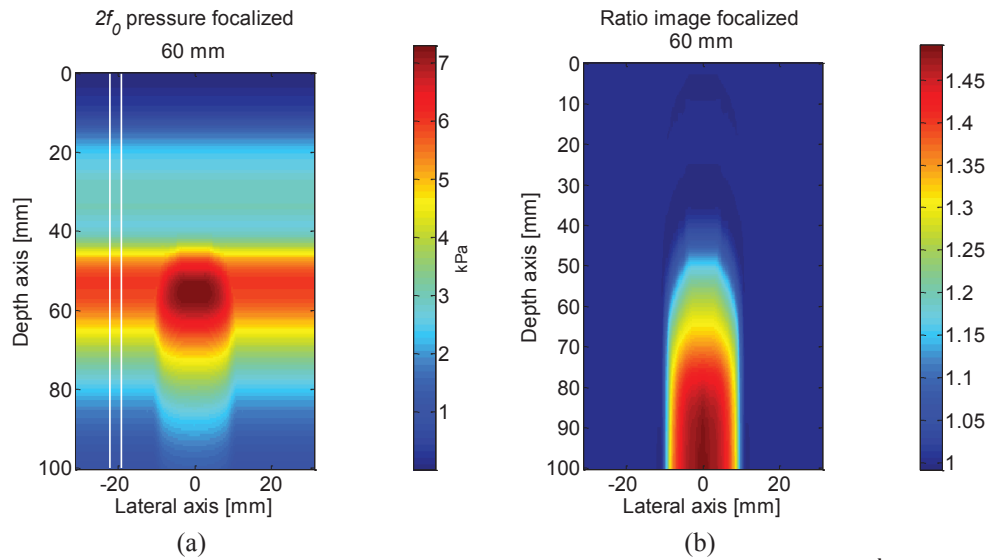 2f0 pressure focalized
60 mm
0
20
40
60
80
100
Depth axis [mm]
-20 0 20
Lateral axis [mm]
7
6
5
4
3
2
1
kPa
(a)
Ratio image focalized
60 mm
0
10
20
30
40
50
60
70
80
90
100
Depth axis [mm]
-20 0 20
Lateral axis [mm]
1.45
1.4
1.35
1.3
1.25
1.2
1.15
1.1
1.05
1
(b)